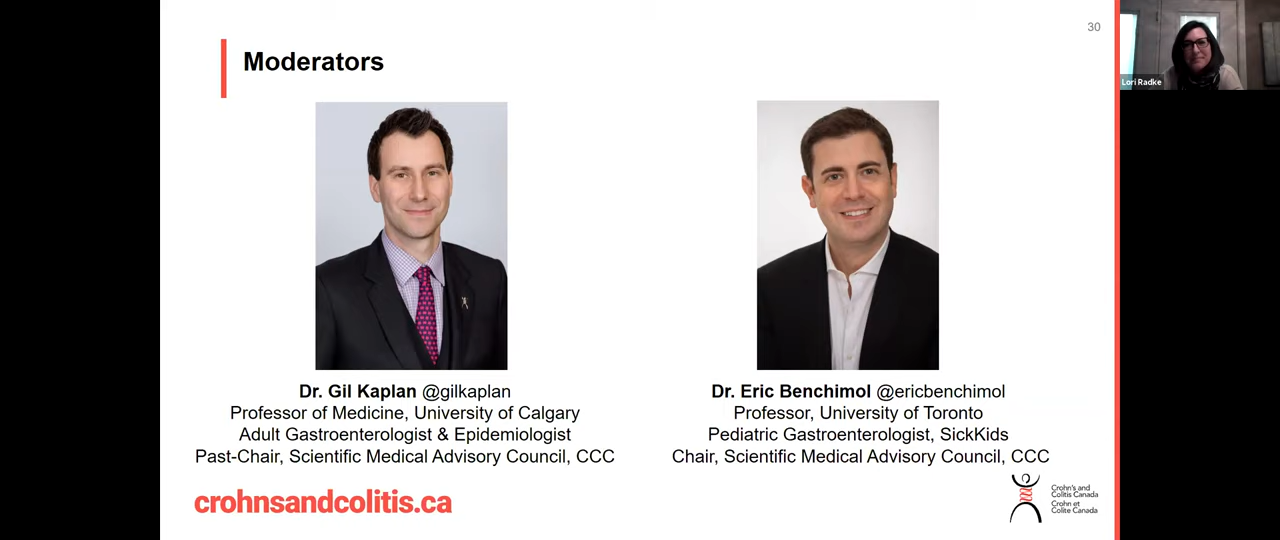 30
Lori Radke
Moderators
Dr. Gil Kaplan @gilkaplan
Professor of Medicine, University of Calgary
Adult Gastroenterologist & Epidemiologist
Past-Chair, Scientific Medical Advisory Council, CCC
Dr. Eric Benchimol @ericbenchimol
Professor, University of Toronto
Pediatric Gastroenterologist, SickKids
Chair, Scientific Medical Advisory Council, CCC
crohnsandcolitis.ca
Crohn's and
Colitis Canada
Crohn et
Colite Canada